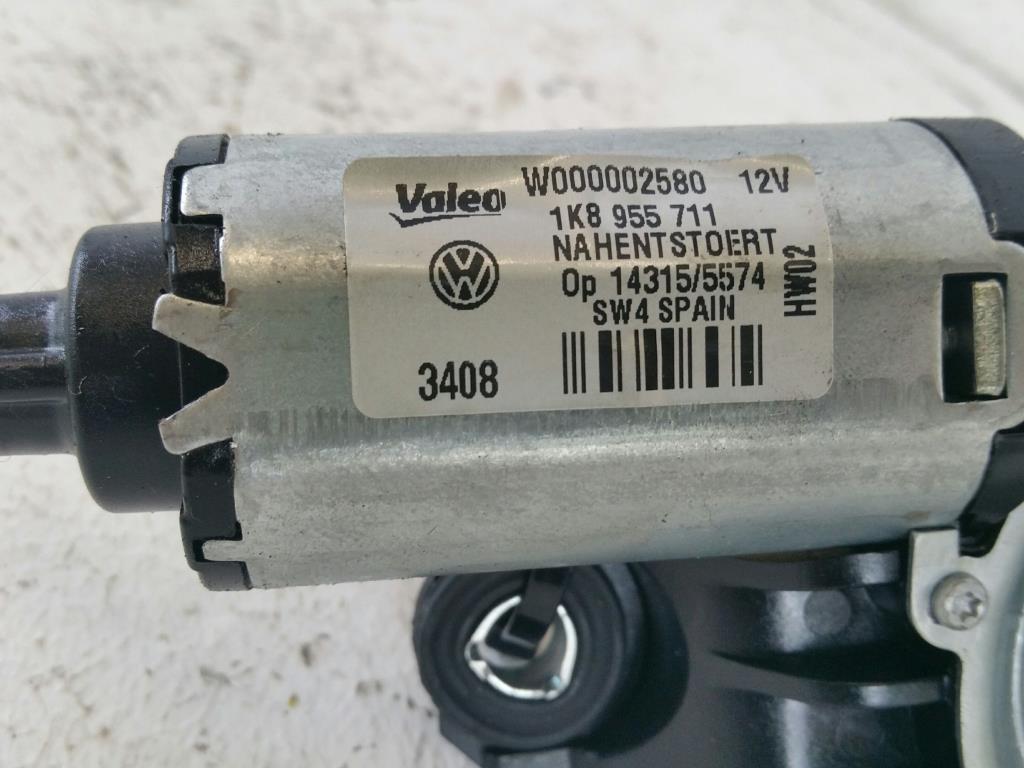 Valeo W000002580 12V
1K8 955 711
NAHENTSTOERT
Op 14315/5574
SW4 SPAIN
HW02
3408